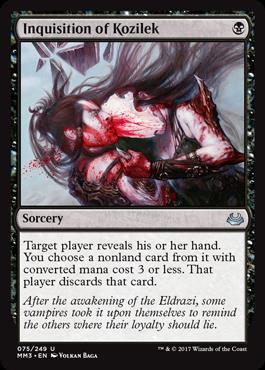 Inquisition of Kozilek
Sorcery
Target player reveals his or her hand.
You choose a nonland card from it with
converted mana cost 3 or less. That
player discards that card.
After the awakening of the Eldrazi, some
vampires took it upon themselves to remind
the others where their loyalty should lie.
075/249 U
MM3 • EN Volkan Baga
™ & © 2017 Wizards of the Coast